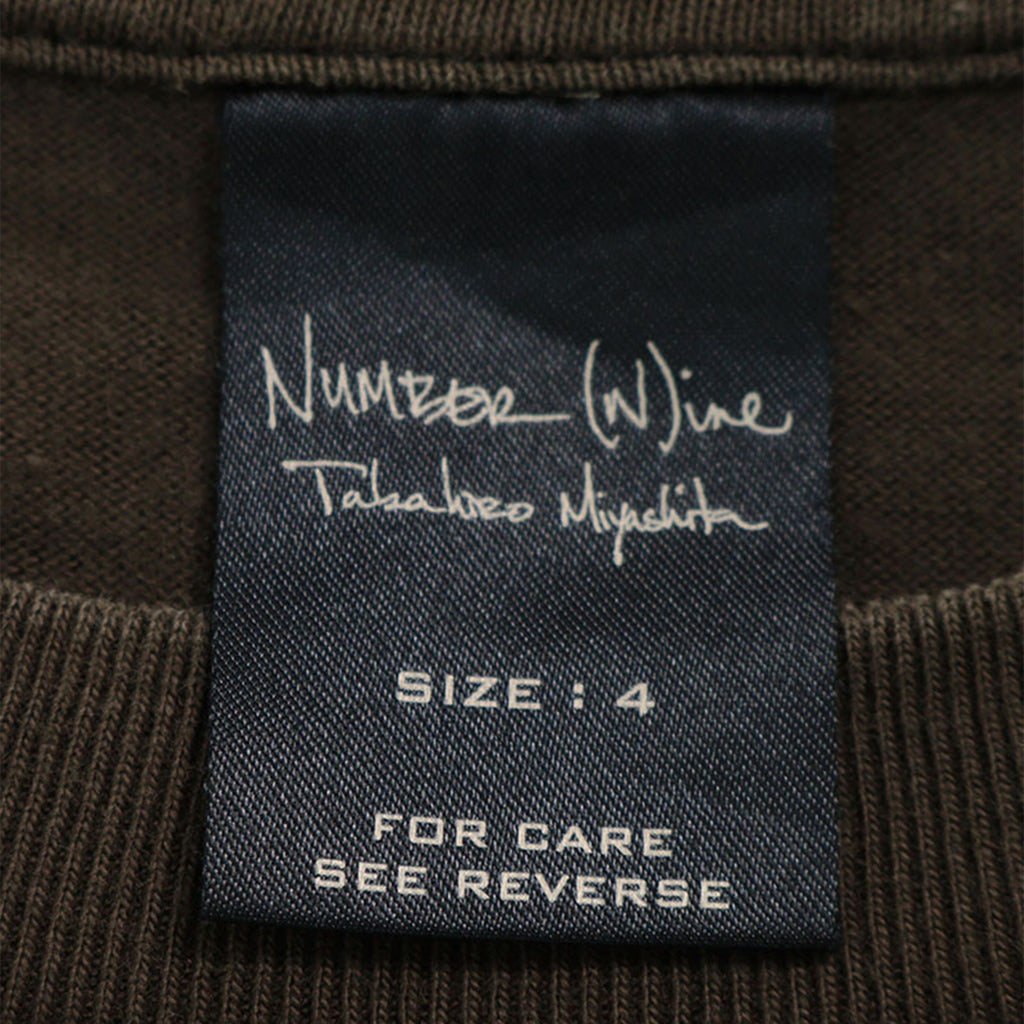 NUMBER (N)ine
Takahiro Miyashita
SIZE : 4
FOR CARE
SEE REVERSE